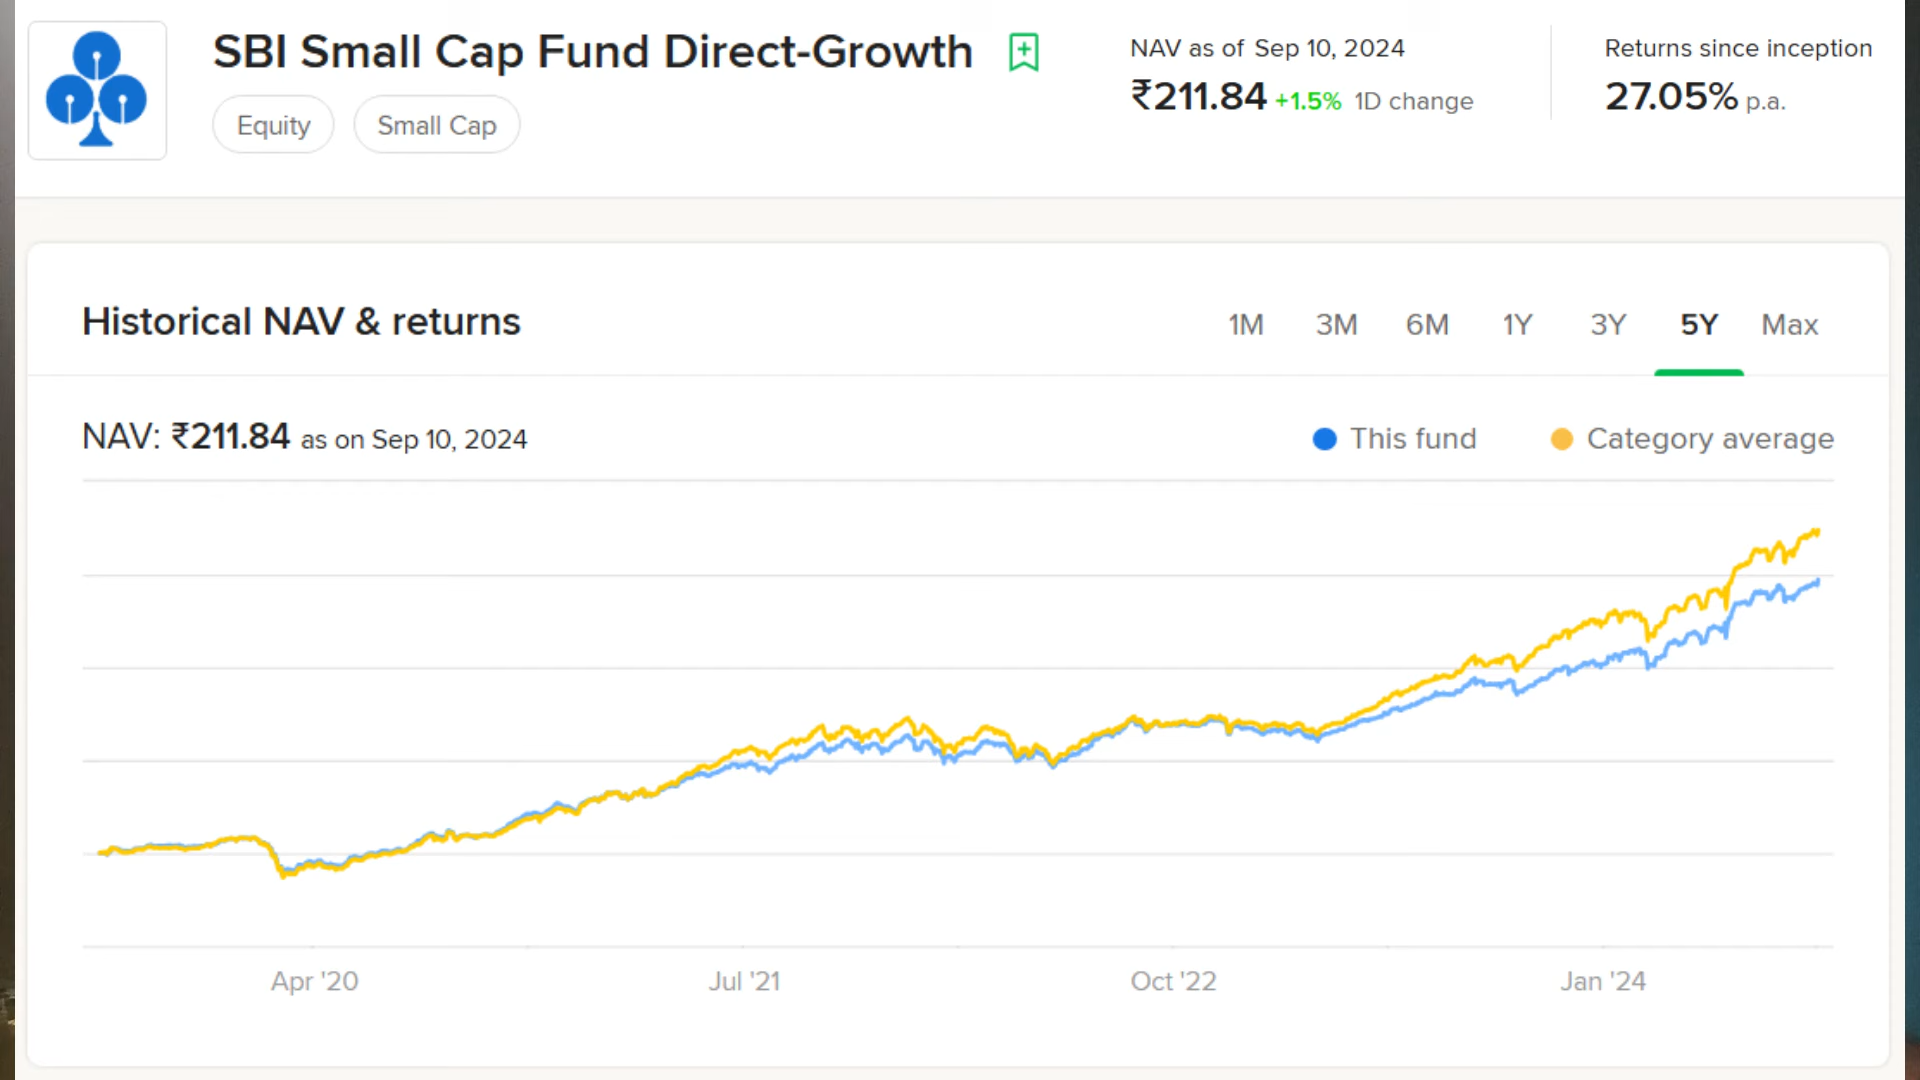 SBI Small Cap Fund Direct-Growth
Equity
Small Cap
NAV as of Sep 10, 2024
₹211.84 +1.5% 1D change
Returns since inception
27.05% p.a.
Historical NAV & returns
1M 3M 6M 1Y 3Y 5Y Max
NAV: ₹211.84 as on Sep 10, 2024
This fund
Category average
Apr '20 Jul '21 Oct '22 Jan '24